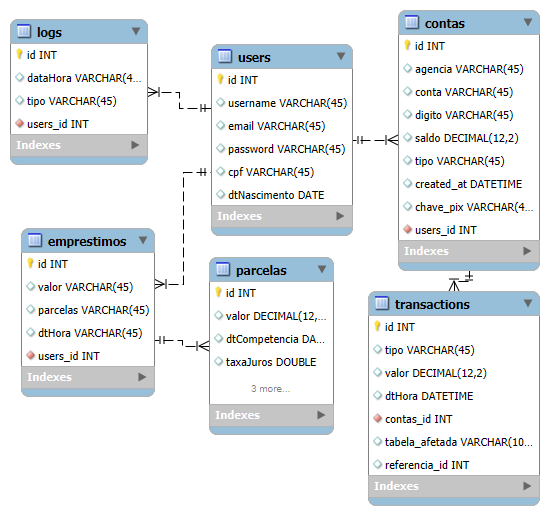 logs
id INT
dataHora VARCHAR(4...
tipo VARCHAR(45)
users_id INT
Indexes
users
id INT
username VARCHAR(45)
email VARCHAR(45)
password VARCHAR(45)
cpf VARCHAR(45)
dtNascimento DATE
Indexes
contas
id INT
agencia VARCHAR(45)
conta VARCHAR(45)
digito VARCHAR(45)
saldo DECIMAL(12,2)
tipo VARCHAR(45)
created_at DATETIME
chave_pix VARCHAR(4...
users_id INT
Indexes
emprestimos
id INT
valor VARCHAR(45)
parcelas VARCHAR(45)
dtHora VARCHAR(45)
users_id INT
Indexes
parcelas
id INT
valor DECIMAL(12,...
dtCompetencia DA...
taxaJuros DOUBLE
3 more...
Indexes
transactions
id INT
tipo VARCHAR(45)
valor DECIMAL(12,2)
dtHora DATETIME
contas_id INT
tabela_afetada VARCHAR(10...
referencia_id INT
Indexes